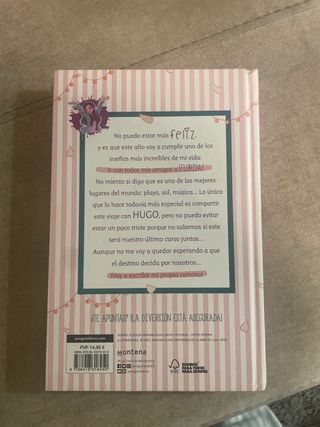 No puedo estar más feliz,
y es que este año voy a cumplir uno de los
sueños más increíbles de mi vida:
ir con todos mis amigos a ¡FLORIDA!
No miento si digo que es uno de los mejores
lugares del mundo: playa, sol, música... Lo único
que lo hace todavía más especial es compartir
este viaje con HUGO, pero no puedo evitar
estar un poco triste porque no sabemos si este
será nuestro último curso juntos...
Aunque no me voy a quedar esperando a que
el destino decida por nosotros...
¡Voy a escribir mi propio camino!
¿TE APUNTAS? ¡LA DIVERSIÓN ESTÁ ASEGURADA!
PVP 14,95 €
montena
FSC